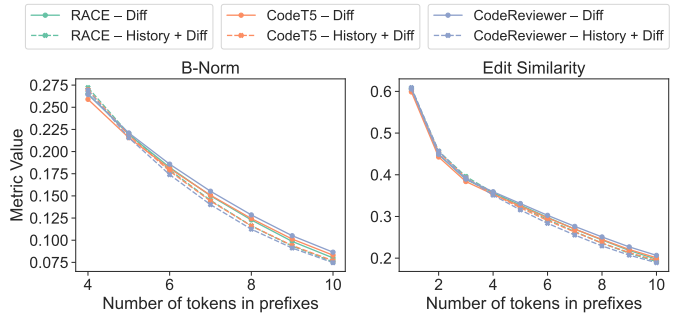 RACE – Diff
RACE – History + Diff
CodeT5 – Diff
CodeT5 – History + Diff
CodeReviewer – Diff
CodeReviewer – History + Diff
B-Norm
Metric Value
0.275
0.250
0.225
0.200
0.175
0.150
0.125
0.100
0.075
4 6 8 10
Number of tokens in prefixes
Edit Similarity
0.6
0.5
0.4
0.3
0.2
2 4 6 8 10
Number of tokens in prefixes